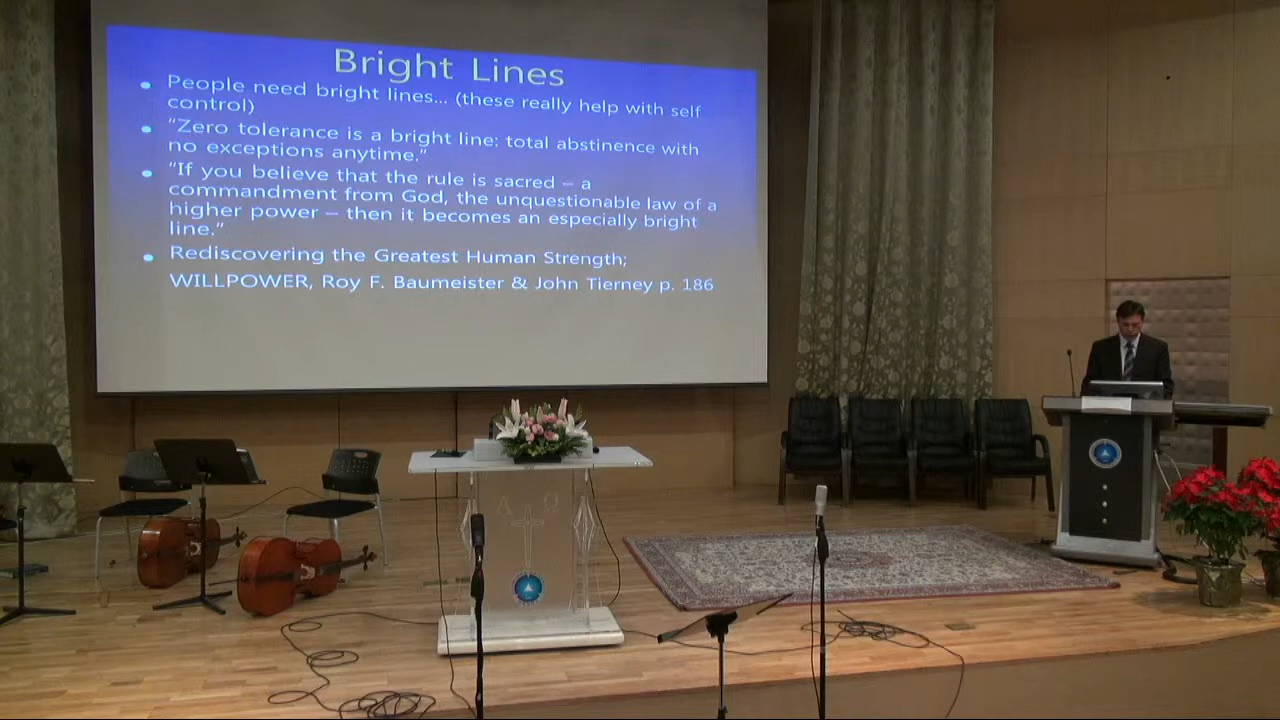 Bright Lines
People need bright lines... (these really help with self
control)
“Zero tolerance is a bright line: total abstinence with
no exceptions anytime.”
“If you believe that the rule is sacred – a
commandment from God, the unquestionable law of a
higher power – then it becomes an especially bright
line.”
Rediscovering the Greatest Human Strength;
WILLPOWER, Roy F. Baumeister & John Tierney p. 186
Α Ω